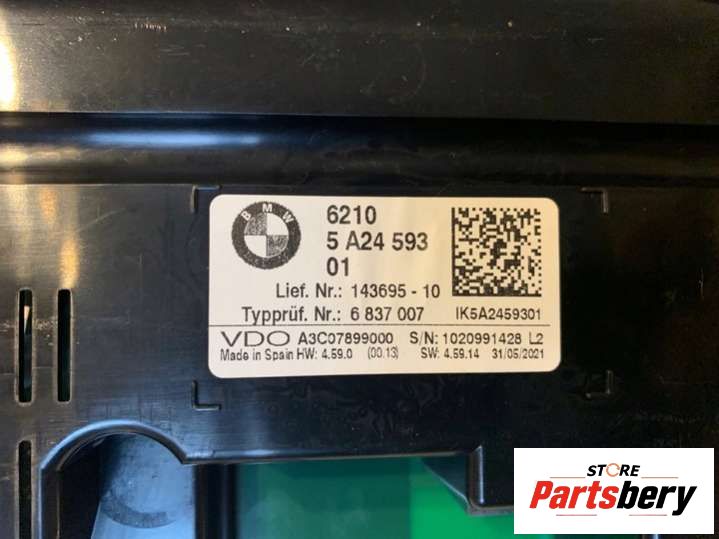 BMW
6210
5 A24 593
01
Lief. Nr.: 143695 - 10
Typprüf. Nr.: 6 837 007
IK5A2459301
VDO A3C07899000 S/N: 1020991428 L2
Made in Spain HW: 4.59.0 (00.13) SW: 4.59.14 31/05/2021
STORE
Partsbery